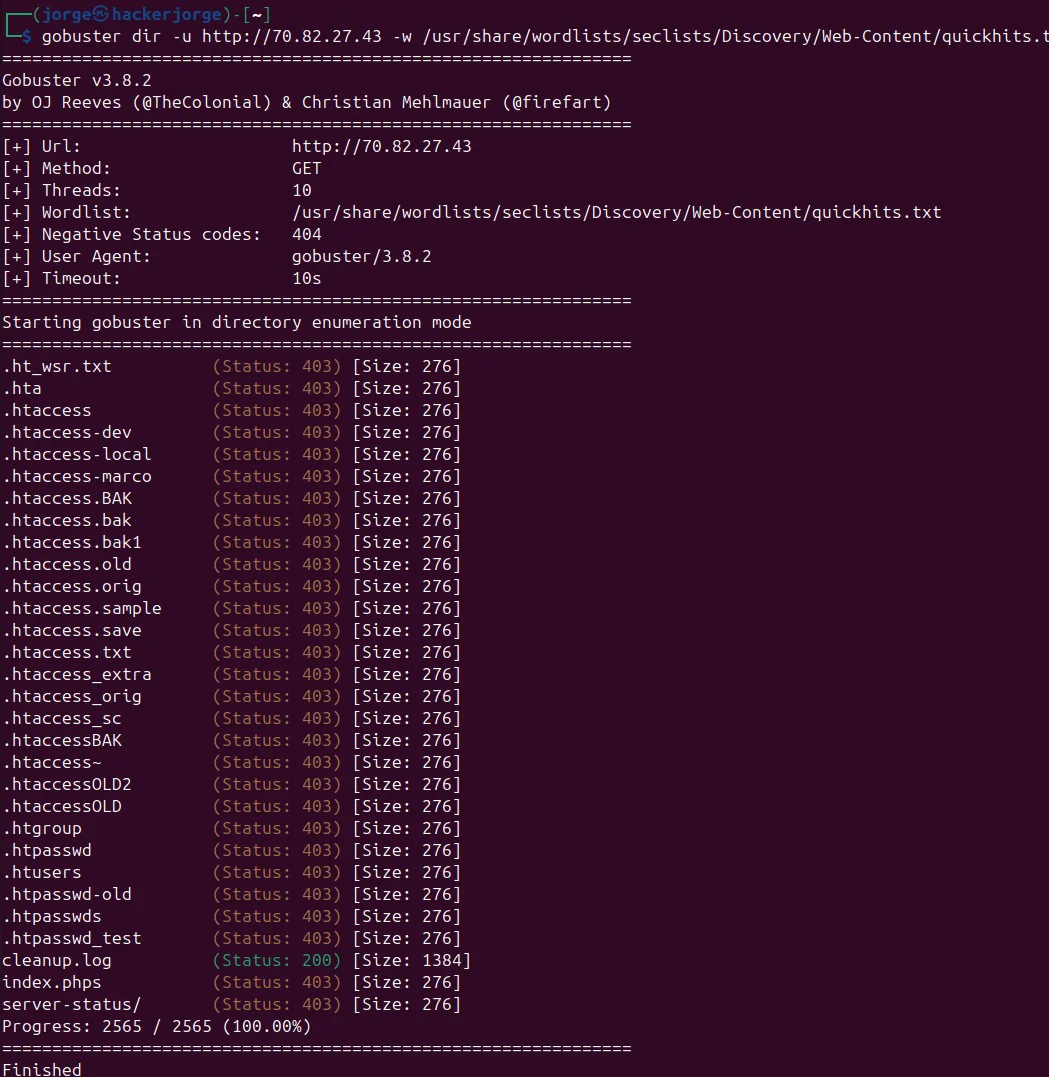 ┌──(jorge㉿hackerjorge)-[~]
└─$ gobuster dir -u http://70.82.27.43 -w /usr/share/wordlists/seclists/Discovery/Web-Content/quickhits.t
===============================================================
Gobuster v3.8.2
by OJ Reeves (@TheColonial) & Christian Mehlmauer (@firefart)
===============================================================
[+] Url:                     http://70.82.27.43
[+] Method:                  GET
[+] Threads:                 10
[+] Wordlist:                /usr/share/wordlists/seclists/Discovery/Web-Content/quickhits.txt
[+] Negative Status codes:   404
[+] User Agent:              gobuster/3.8.2
[+] Timeout:                 10s
===============================================================
Starting gobuster in directory enumeration mode
===============================================================
.ht_wsr.txt          (Status: 403) [Size: 276]
.hta                 (Status: 403) [Size: 276]
.htaccess            (Status: 403) [Size: 276]
.htaccess-dev        (Status: 403) [Size: 276]
.htaccess-local      (Status: 403) [Size: 276]
.htaccess-marco      (Status: 403) [Size: 276]
.htaccess.BAK        (Status: 403) [Size: 276]
.htaccess.bak        (Status: 403) [Size: 276]
.htaccess.bak1       (Status: 403) [Size: 276]
.htaccess.old        (Status: 403) [Size: 276]
.htaccess.orig       (Status: 403) [Size: 276]
.htaccess.sample     (Status: 403) [Size: 276]
.htaccess.save       (Status: 403) [Size: 276]
.htaccess.txt        (Status: 403) [Size: 276]
.htaccess_extra      (Status: 403) [Size: 276]
.htaccess_orig       (Status: 403) [Size: 276]
.htaccess_sc         (Status: 403) [Size: 276]
.htaccessBAK         (Status: 403) [Size: 276]
.htaccess~           (Status: 403) [Size: 276]
.htaccessOLD2        (Status: 403) [Size: 276]
.htaccessOLD         (Status: 403) [Size: 276]
.htgroup             (Status: 403) [Size: 276]
.htpasswd            (Status: 403) [Size: 276]
.htusers             (Status: 403) [Size: 276]
.htpasswd-old        (Status: 403) [Size: 276]
.htpasswds           (Status: 403) [Size: 276]
.htpasswd_test       (Status: 403) [Size: 276]
cleanup.log          (Status: 200) [Size: 1384]
index.phps           (Status: 403) [Size: 276]
server-status/       (Status: 403) [Size: 276]
Progress: 2565 / 2565 (100.00%)
===============================================================
Finished